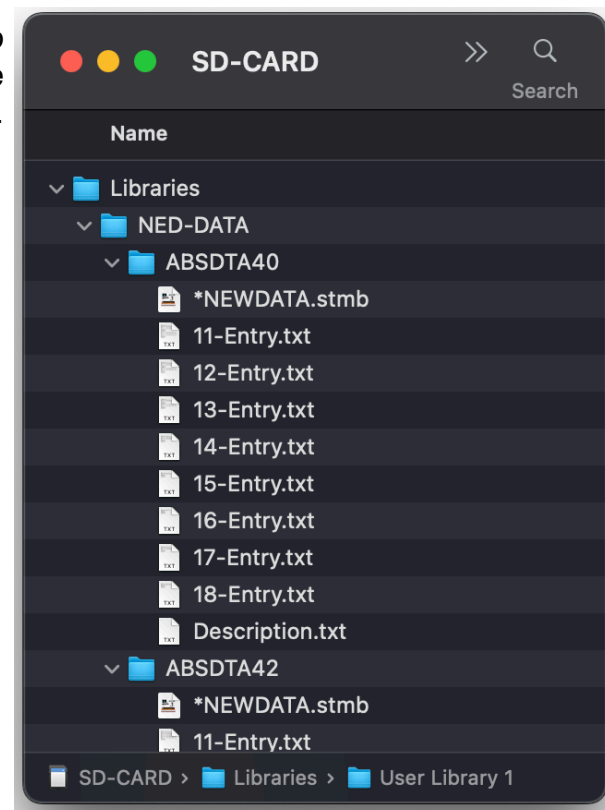 SD-CARD
Search
Name
Libraries
NED-DATA
ABSDTA40
*NEWDATA.stmb
11-Entry.txt
12-Entry.txt
13-Entry.txt
14-Entry.txt
15-Entry.txt
16-Entry.txt
17-Entry.txt
18-Entry.txt
Description.txt
ABSDTA42
*NEWDATA.stmb
11-Entry.txt
SD-CARD › Libraries › User Library 1